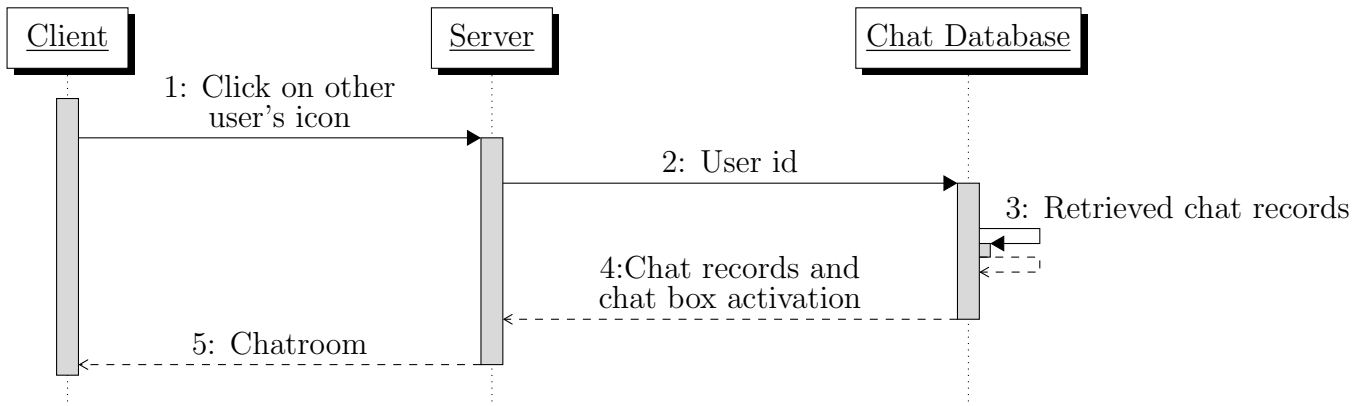 Client
Server
Chat Database
1: Click on other
user's icon
2: User id
3: Retrieved chat records
4:Chat records and
chat box activation
5: Chatroom